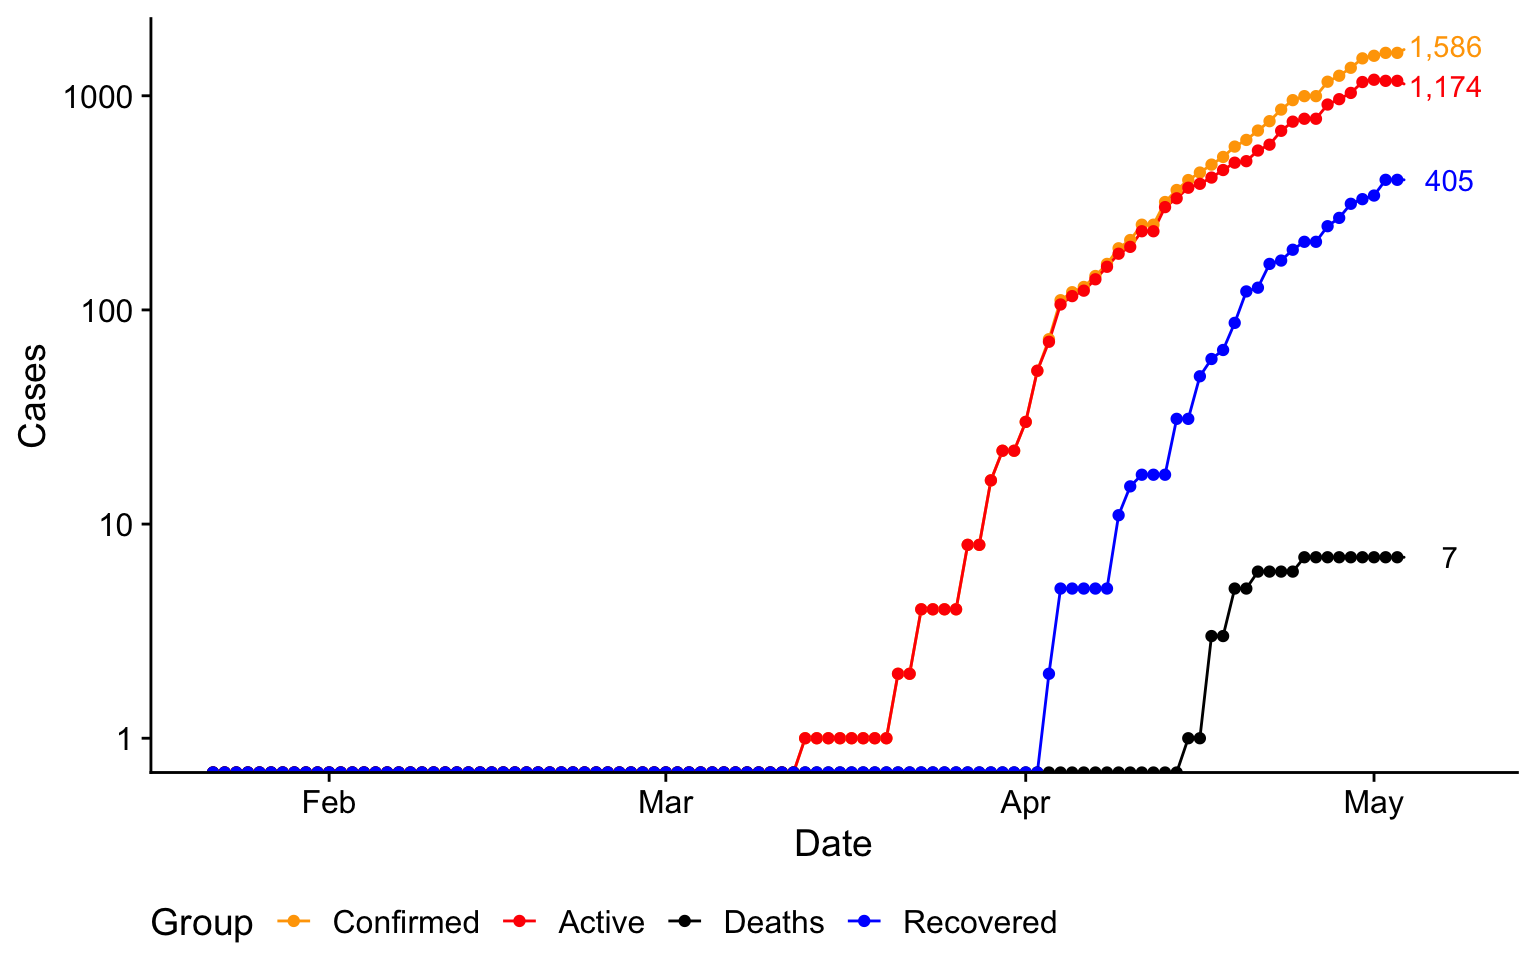 1,586
1,174
405
7
1000
100
10
1
Cases
Feb Mar Apr May
Date
Group Confirmed Active Deaths Recovered